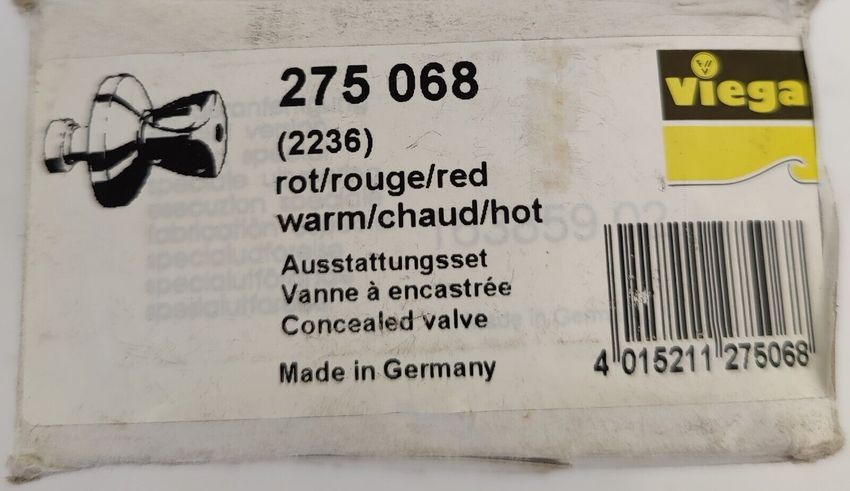 275 068
(2236)
rot/rouge/red
warm/chaud/hot
Ausstattungsset
Vanne à encastrée
Concealed valve
Made in Germany
viega
4 015211 275068